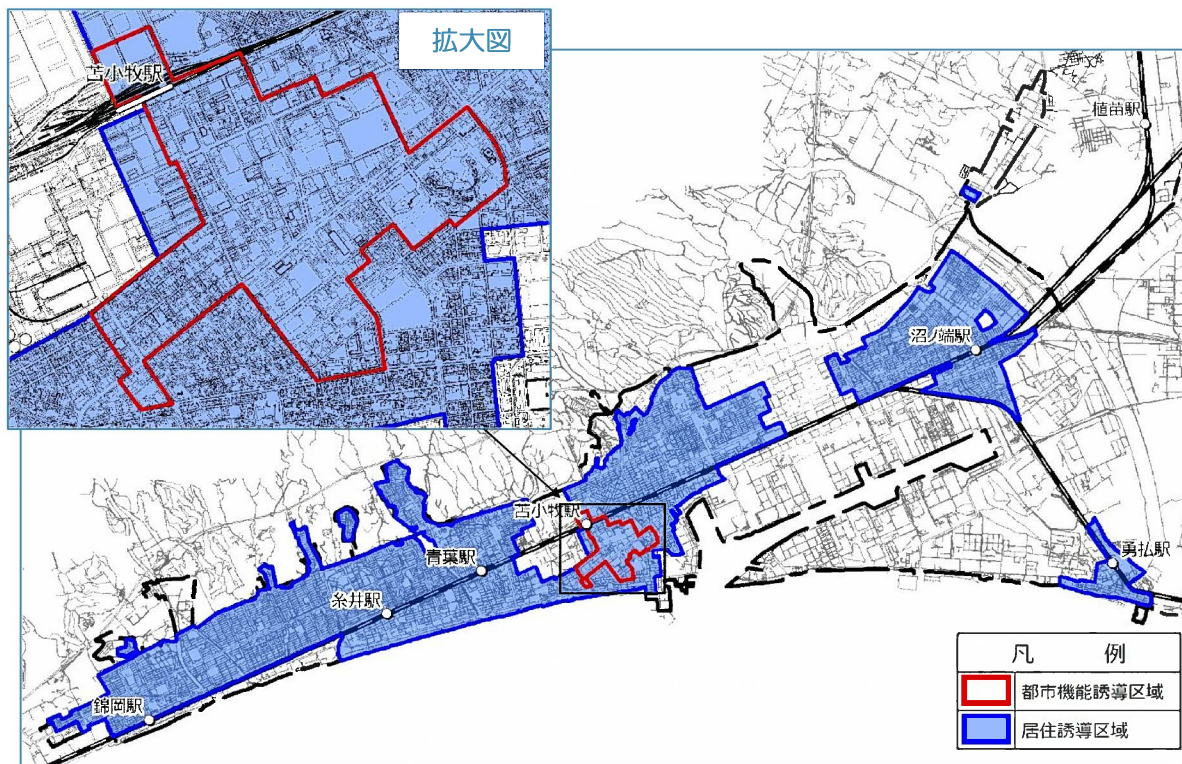 拡大図
苫小牧駅
植苗駅
沼ノ端駅
苫小牧駅
青葉駅
勇払駅
糸井駅
錦岡駅
凡 例
都市機能誘導区域
居住誘導区域